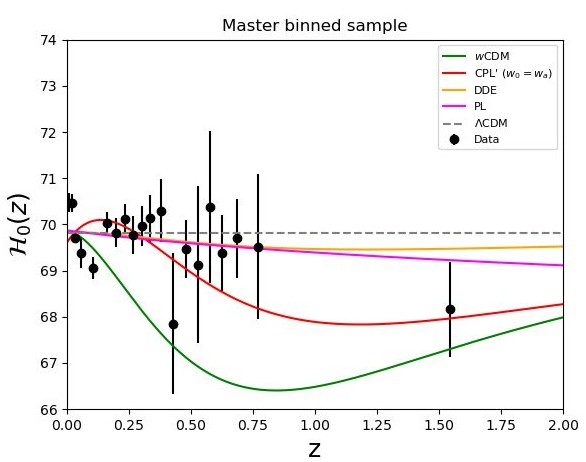 Master binned sample
74
73
72
71
70
69
68
67
66
ℋ₀(z)
wCDM
CPL' (w₀ = wₐ)
DDE
PL
ΛCDM
Data
0.00 0.25 0.50 0.75 1.00 1.25 1.50 1.75 2.00
z